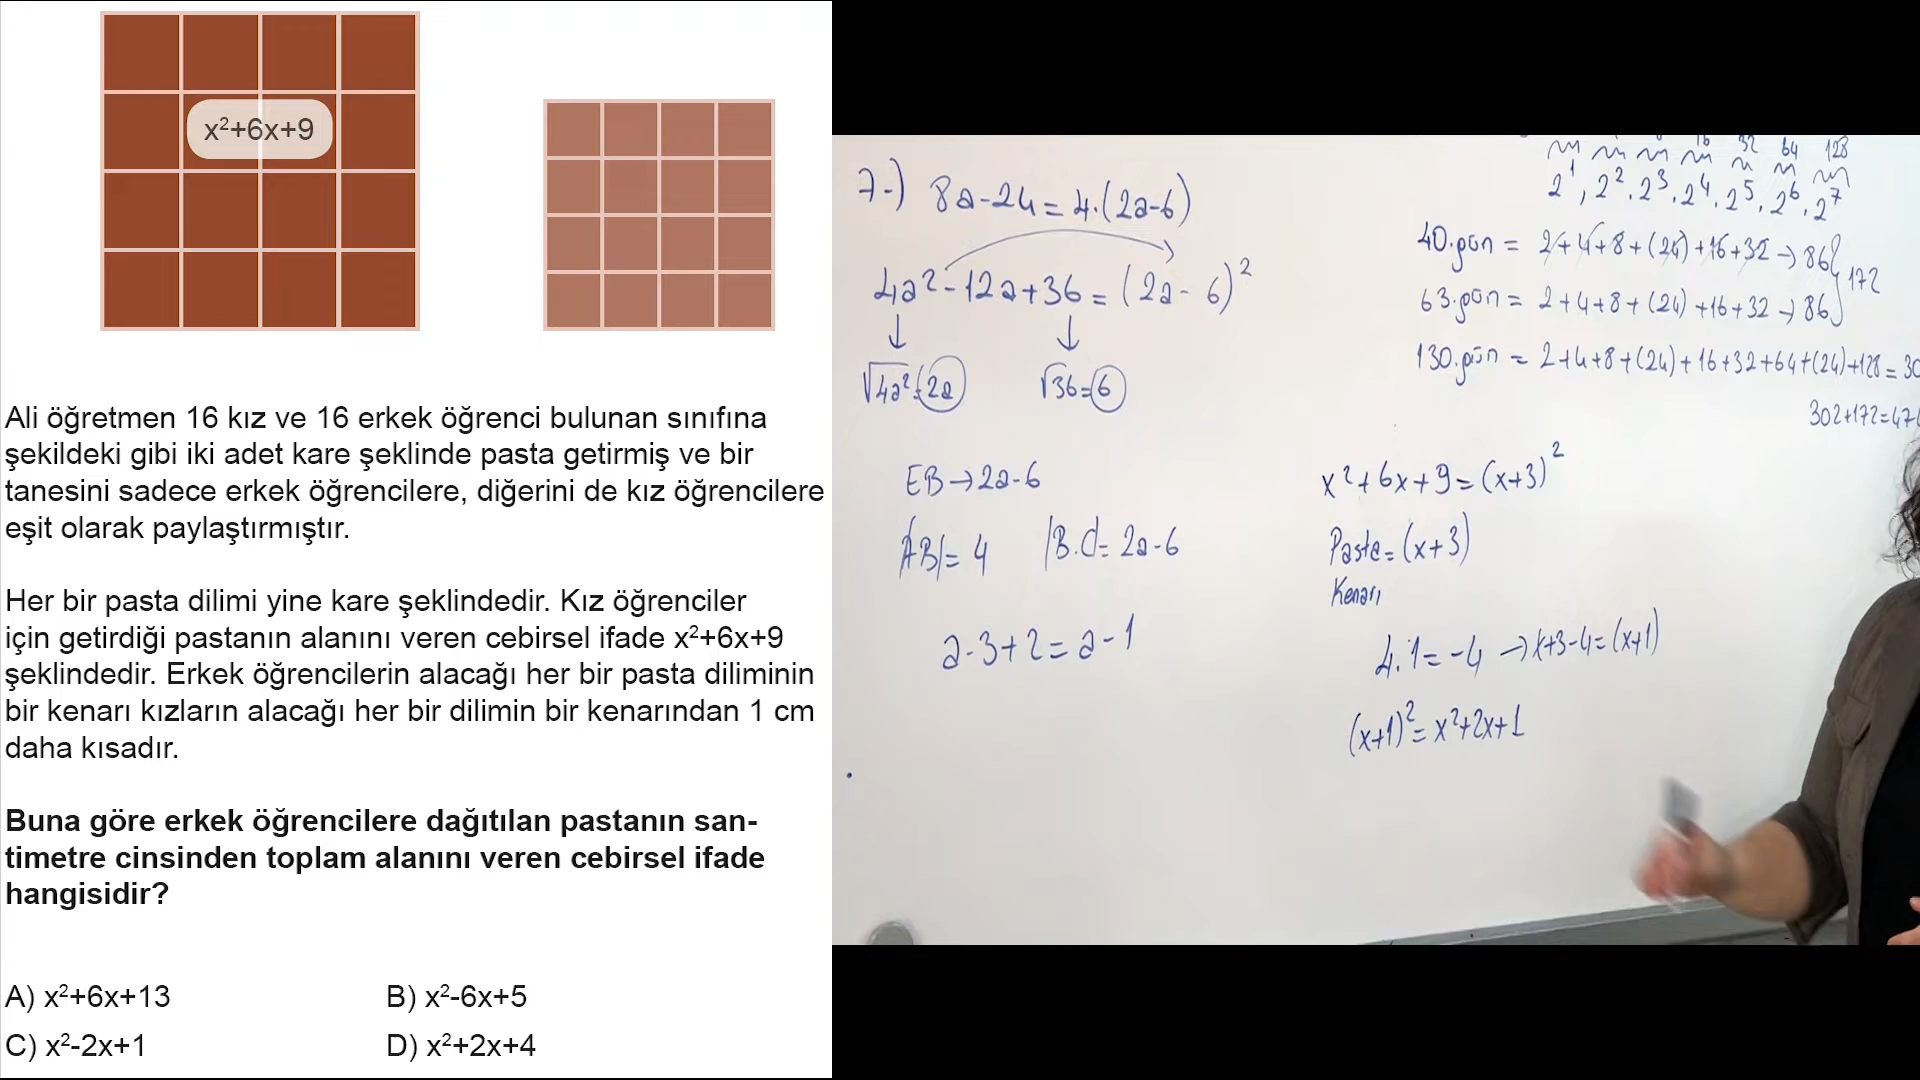 x²+6x+9
Ali öğretmen 16 kız ve 16 erkek öğrenci bulunan sınıfına
şekildeki gibi iki adet kare şeklinde pasta getirmiş ve bir
tanesini sadece erkek öğrencilere, diğerini de kız öğrencilere
eşit olarak paylaştırmıştır.
Her bir pasta dilimi yine kare şeklindedir. Kız öğrenciler
için getirdiği pastanın alanını veren cebirsel ifade x²+6x+9
şeklindedir. Erkek öğrencilerin alacağı her bir pasta diliminin
bir kenarı kızların alacağı her bir dilimin bir kenarından 1 cm
daha kısadır.
Buna göre erkek öğrencilere dağıtılan pastanın san-
timetre cinsinden toplam alanını veren cebirsel ifade
hangisidir?
A) x²+6x+13
B) x²-6x+5
C) x²-2x+1
D) x²+2x+4
7-) 8a-24=4.(2a-6)
4a²-12a+36=(2a-6)²
√4a²=2a
√36=6
EB→2a-6
|AB|=4 |B.C|=2a-6
a-3+2=a-1
16 32 64 128
2¹, 2². 2³. 2⁴. 2⁵. 2⁶. 2⁷
40.gün = 2+4+8+(24)+16+32→86
63.gün = 2+4+8+(24)+16+32→86
172
130.gün = 2+4+8+(24)+16+32+64+(24)+128=30
302+172=474
x²+6x+9=(x+3)²
Pasta=(x+3)
Kenarı
4.1=-4→x+3-4=(x+1)
(x+1)²=x²+2x+1